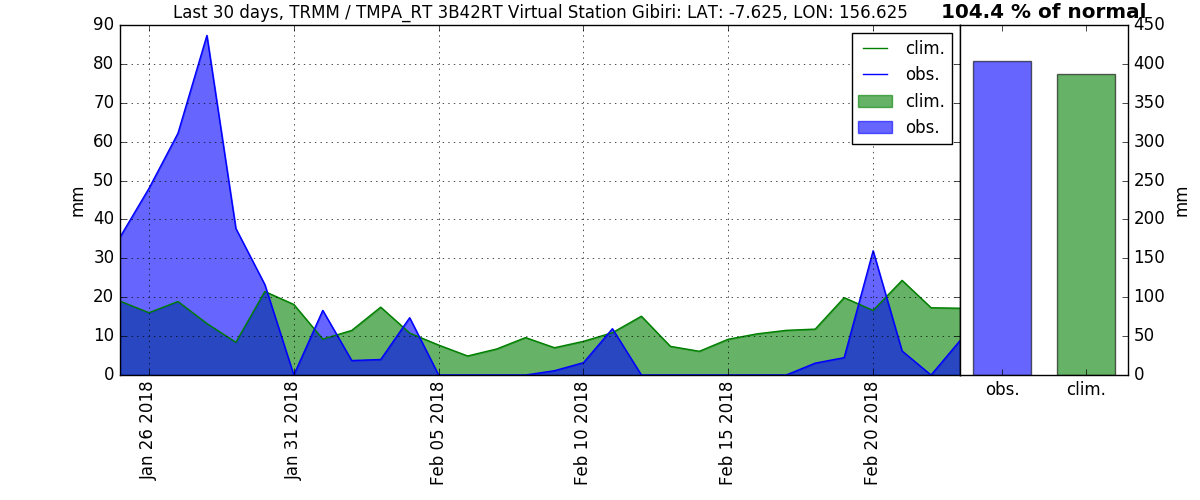 Last 30 days, TRMM / TMPA_RT 3B42RT Virtual Station Gibiri: LAT: -7.625, LON: 156.625
104.4 % of normal
90
80
70
60
50
40
30
20
10
0
mm
clim.
obs.
clim.
obs.
450
400
350
300
250
200
150
100
50
0
mm
Jan 26 2018
Jan 31 2018
Feb 05 2018
Feb 10 2018
Feb 15 2018
Feb 20 2018
obs.
clim.